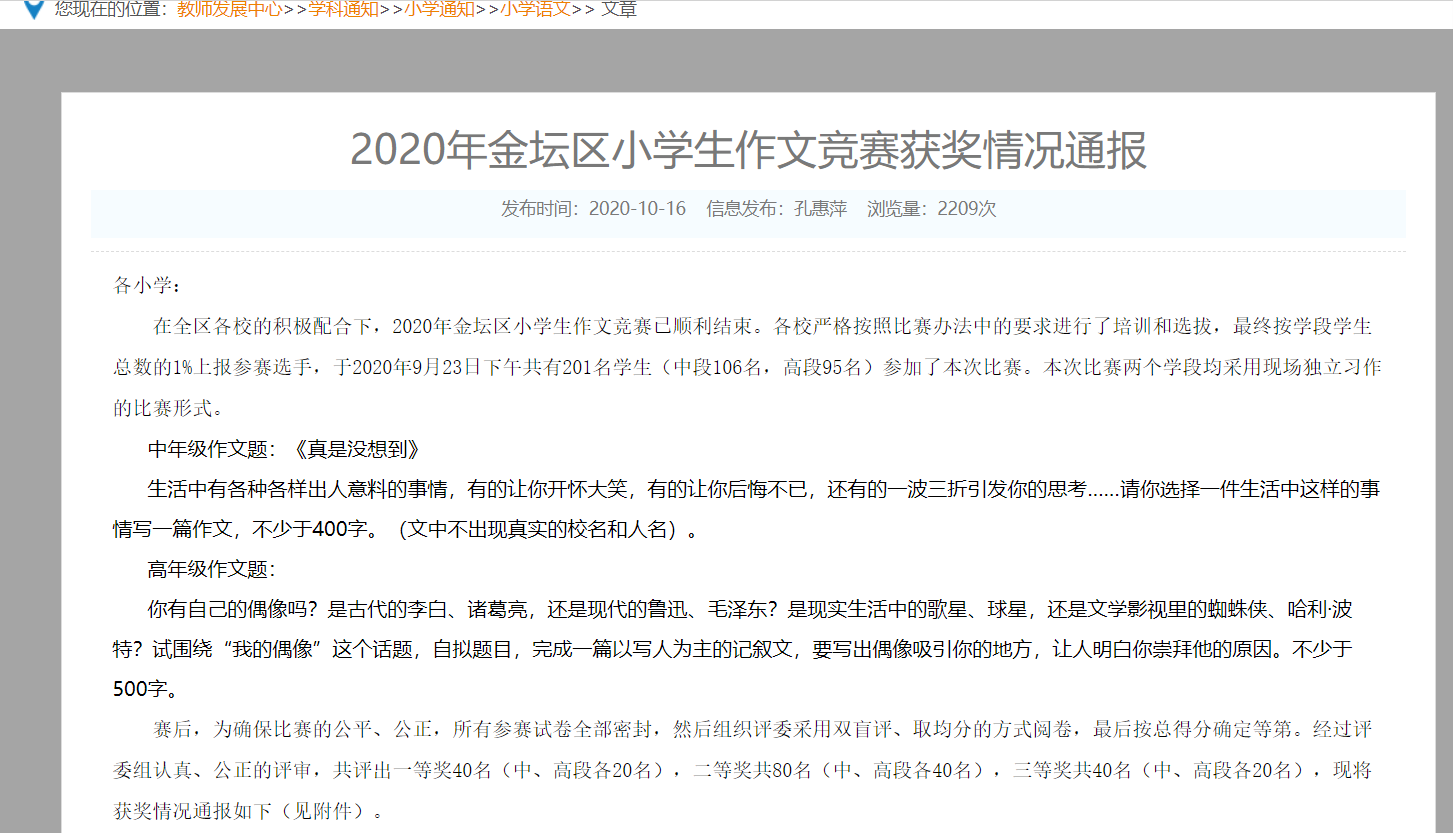 您现在的位置：教师发展中心>>学科通知>>小学通知>>小学语文>> 文章
2020年金坛区小学生作文竞赛获奖情况通报
发布时间：2020-10-16 信息发布：孔惠萍 浏览量：2209次
各小学：
在全区各校的积极配合下，2020年金坛区小学生作文竞赛已顺利结束。各校严格按照比赛办法中的要求进行了培训和选拔，最终按学段学生
总数的1%上报参赛选手，于2020年9月23日下午共有201名学生（中段106名，高段95名）参加了本次比赛。本次比赛两个学段均采用现场独立习作
的比赛形式。
中年级作文题：《真是没想到》
生活中有各种各样出人意料的事情，有的让你开怀大笑，有的让你后悔不已，还有的一波三折引发你的思考……请你选择一件生活中这样的事
情写一篇作文，不少于400字。（文中不出现真实的校名和人名）。
高年级作文题：
你有自己的偶像吗？是古代的李白、诸葛亮，还是现代的鲁迅、毛泽东？是现实生活中的歌星、球星，还是文学影视里的蜘蛛侠、哈利·波
特？试围绕“我的偶像”这个话题，自拟题目，完成一篇以写人为主的记叙文，要写出偶像吸引你的地方，让人明白你崇拜他的原因。不少于
500字。
赛后，为确保比赛的公平、公正，所有参赛试卷全部密封，然后组织评委采用双盲评、取均分的方式阅卷，最后按总得分确定等第。经过评
委组认真、公正的评审，共评出一等奖40名（中、高段各20名），二等奖共80名（中、高段各40名），三等奖共40名（中、高段各20名），现将
获奖情况通报如下（见附件）。